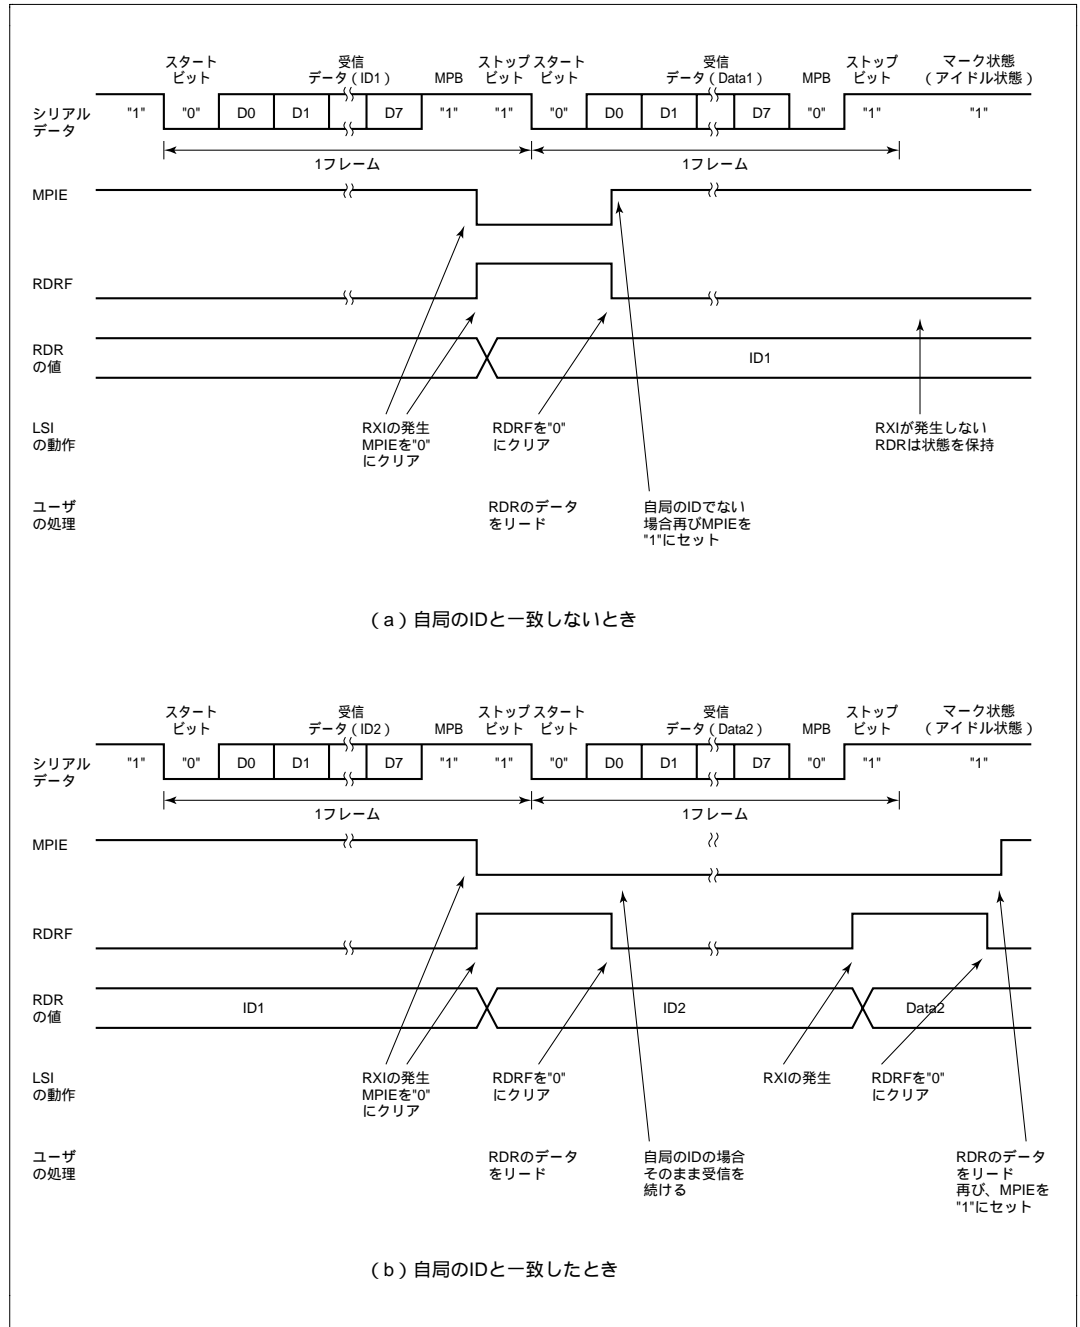 スタート
ビット
受信
データ（ID1）
MPB
ストップ
ビット
スタート
ビット
受信
データ（Data1）
MPB
ストップ
ビット
マーク状態
（アイドル状態）
シリアル
データ
"1" "0" D0 D1 D7 "1" "1" "0" D0 D1 D7 "0" "1" "1"
1フレーム 1フレーム
MPIE
RDRF
RDR
の値
ID1
LSI
の動作
RXIの発生
MPIEを"0"
にクリア
RDRFを"0"
にクリア
RXIが発生しない
RDRは状態を保持
ユーザ
の処理
RDRのデータ
をリード
自局のIDでない
場合再びMPIEを
"1"にセット
（a）自局のIDと一致しないとき
スタート
ビット
受信
データ（ID2）
MPB
ストップ
ビット
スタート
ビット
受信
データ（Data2）
MPB
ストップ
ビット
マーク状態
（アイドル状態）
シリアル
データ
"1" "0" D0 D1 D7 "1" "1" "0" D0 D1 D7 "0" "1" "1"
1フレーム 1フレーム
MPIE
RDRF
RDR
の値
ID1 ID2 Data2
LSI
の動作
RXIの発生
MPIEを"0"
にクリア
RDRFを"0"
にクリア
RXIの発生
RDRFを"0"
にクリア
ユーザ
の処理
RDRのデータ
をリード
自局のIDの場合
そのまま受信を
続ける
RDRのデータ
をリード
再び、MPIEを
"1"にセット
（b）自局のIDと一致したとき